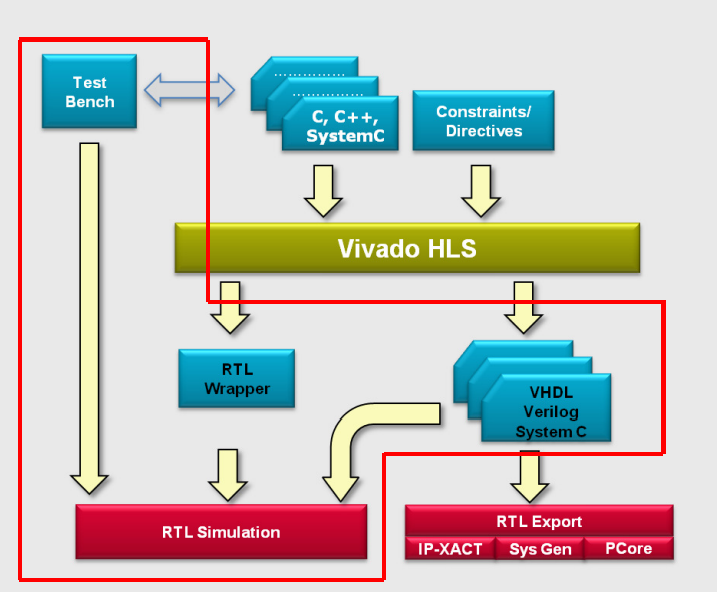 Test
Bench
................
................
C, C++,
SystemC
Constraints/
Directives
Vivado HLS
RTL
Wrapper
VHDL
Verilog
System C
RTL Simulation
RTL Export
IP-XACT
Sys Gen
PCore